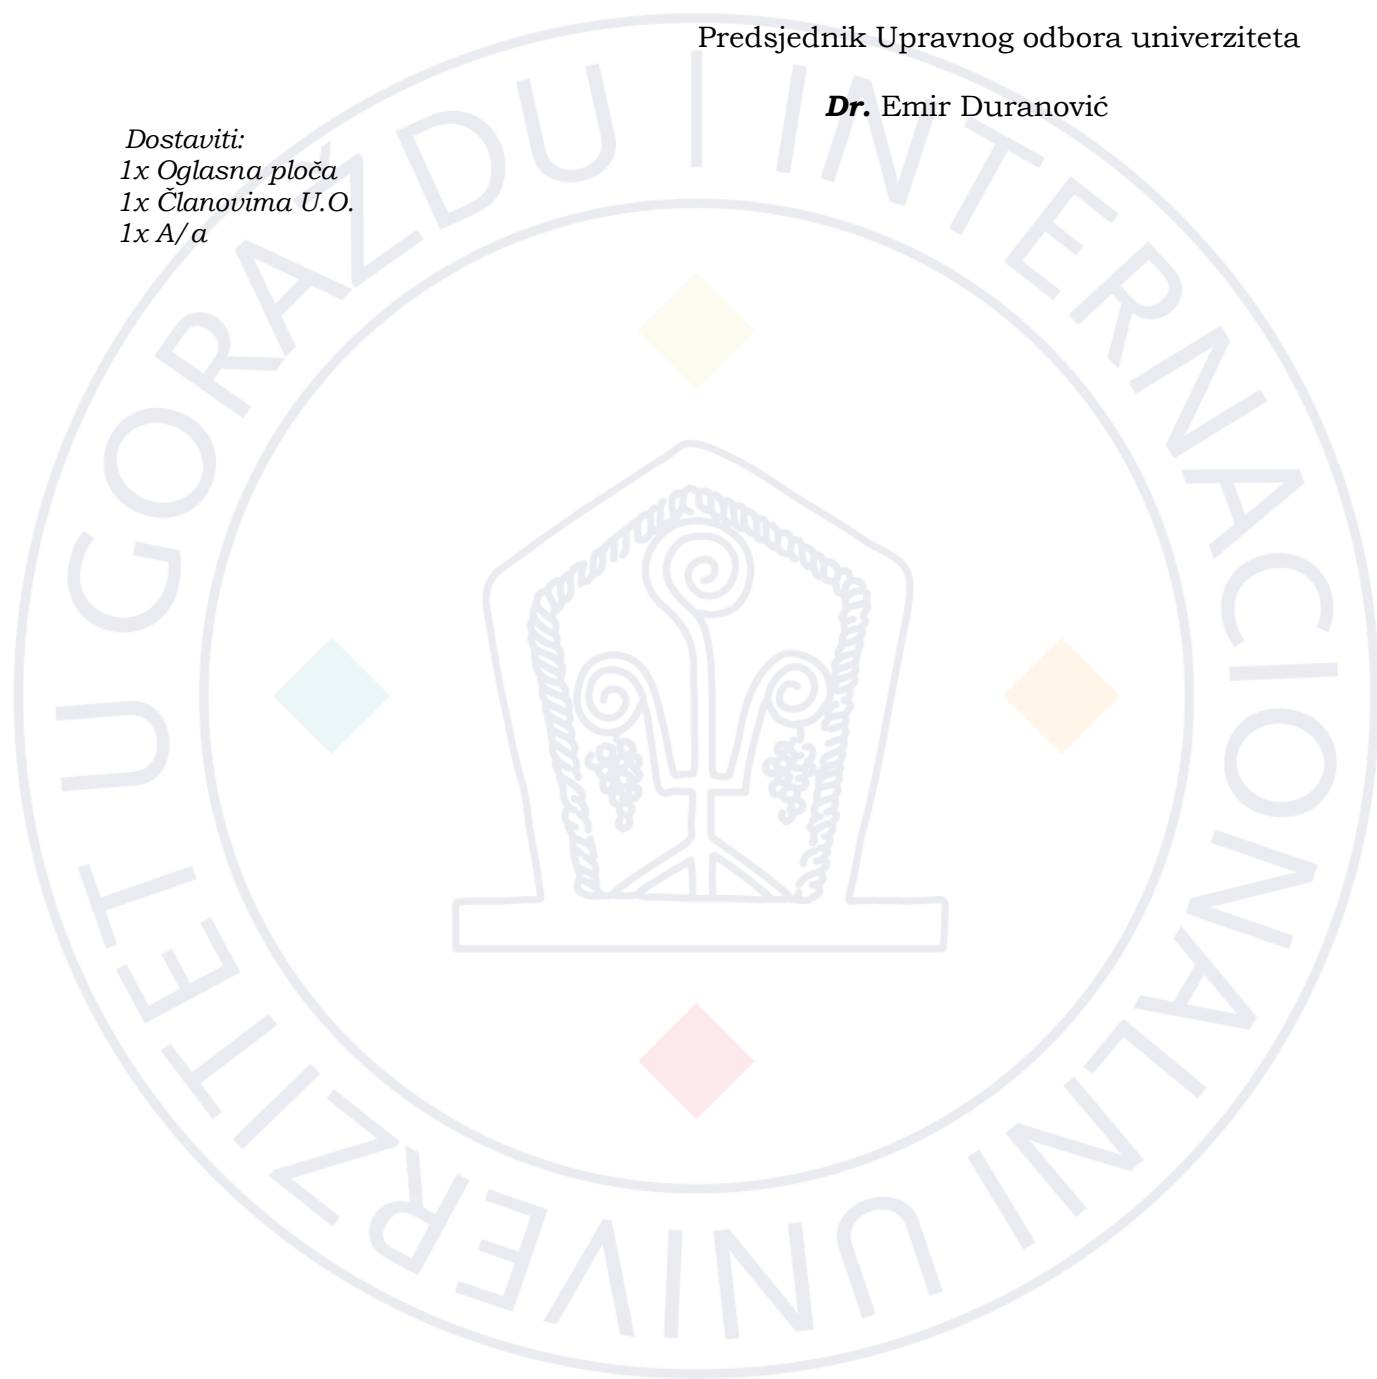 Predsjednik Upravnog odbora univerziteta
Dr. Emir Duranović
Dostaviti:
1x Oglasna ploča
1x Članovima U.O.
1x A/a
INTERNACIONALNI UNIVERZITET U GORAŽDU |